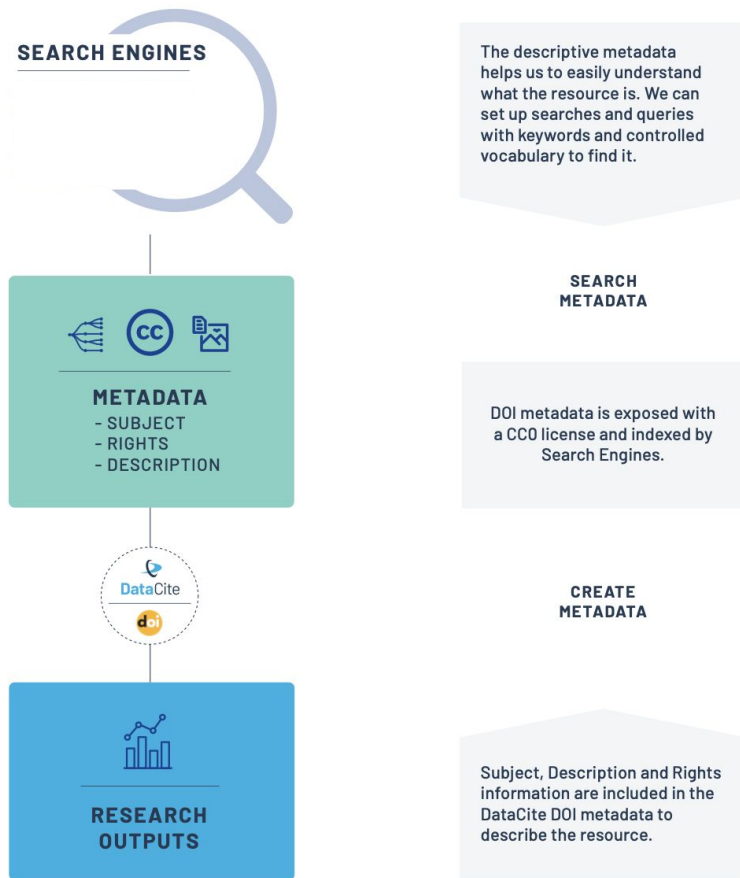 SEARCH ENGINES
The descriptive metadata
helps us to easily understand
what the resource is. We can
set up searches and queries
with keywords and controlled
vocabulary to find it.
SEARCH
METADATA
CC
METADATA
- SUBJECT
- RIGHTS
- DESCRIPTION
DOI metadata is exposed with
a CC0 license and indexed by
Search Engines.
DataCite
doi
CREATE
METADATA
RESEARCH
OUTPUTS
Subject, Description and Rights
information are included in the
DataCite DOI metadata to
describe the resource.